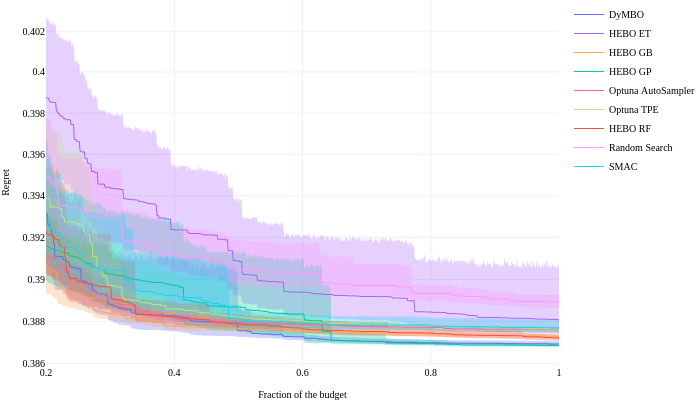 DyMBO
HEBO ET
HEBO GB
HEBO GP
Optuna AutoSampler
Optuna TPE
HEBO RF
Random Search
SMAC
Regret
0.402
0.4
0.398
0.396
0.394
0.392
0.39
0.388
0.386
0.2
0.4
0.6
0.8
1
Fraction of the budget